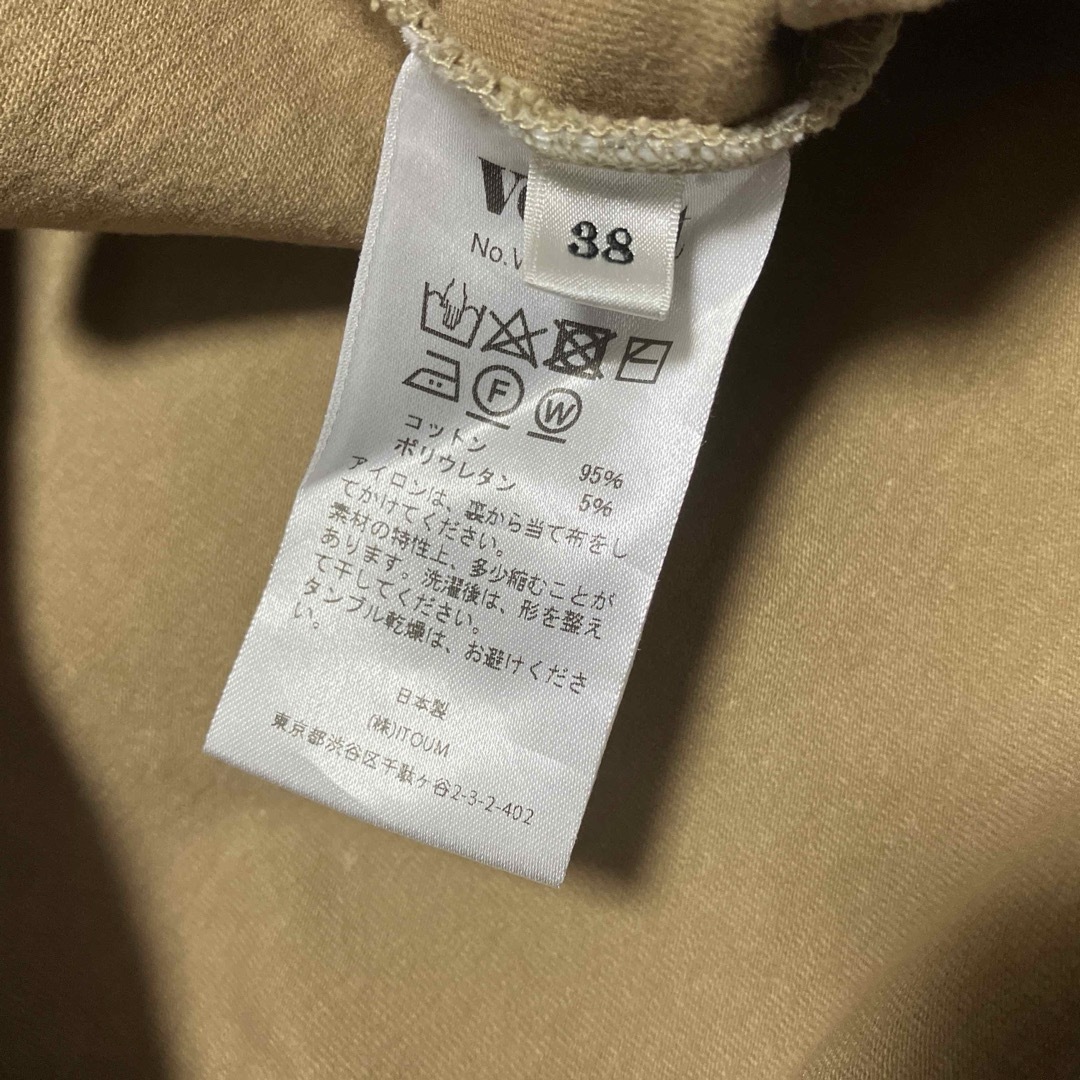 38
F
W
コットン 95%
ポリウレタン 5%
アイロンは、裏から当て布をし
てかけてください。
素材の特性上、多少縮むことが
あります。洗濯後は、形を整え
て干してください。
タンブル乾燥は、お避けくださ
い。
日本製
(株)ITOUM
東京都渋谷区千駄ヶ谷2-3-2-402